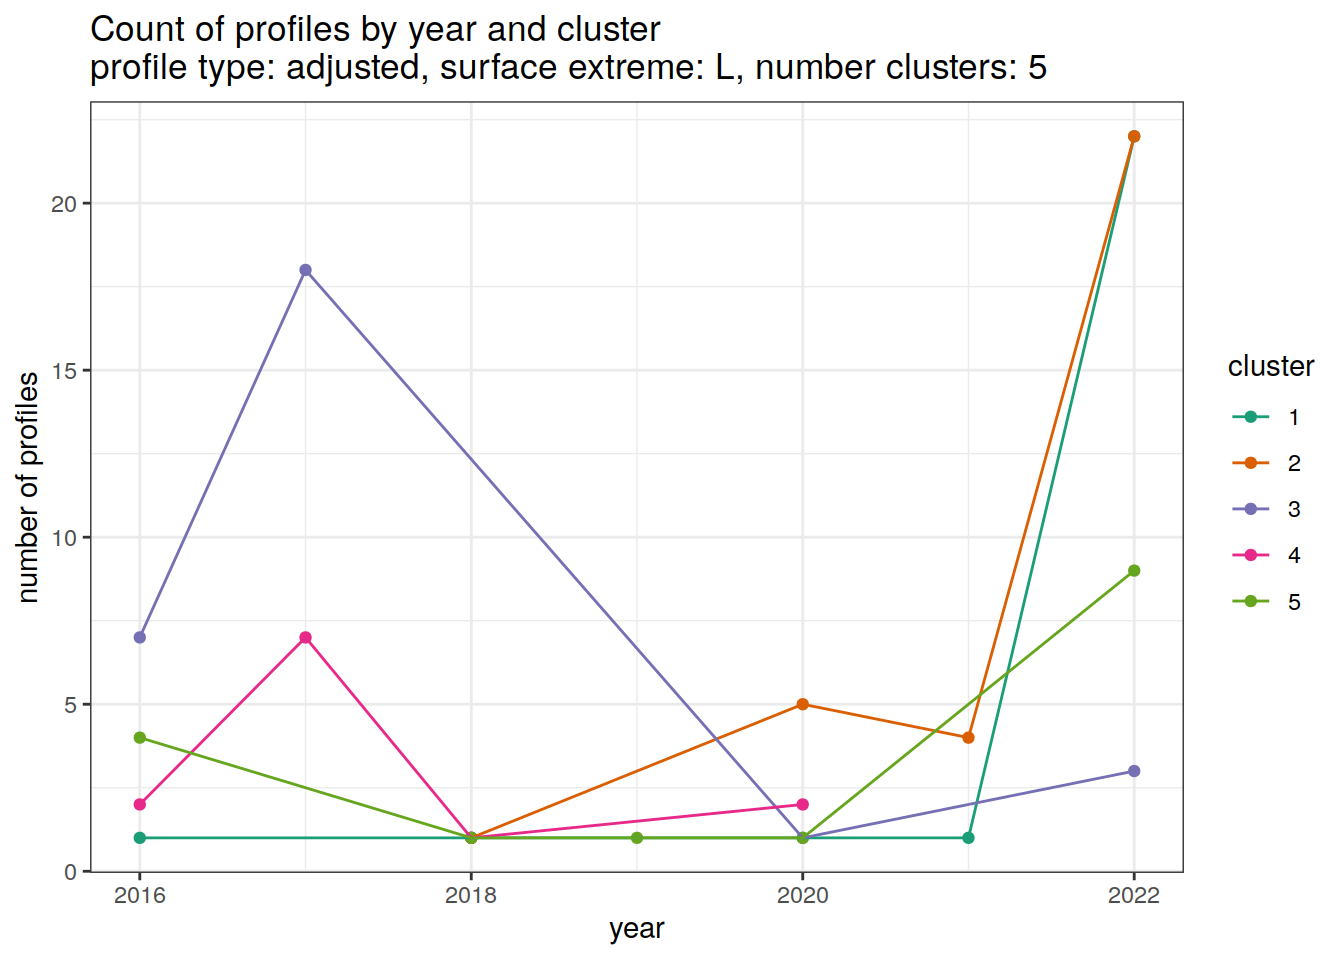 Count of profiles by year and cluster
profile type: adjusted, surface extreme: L, number clusters: 5
number of profiles
20
15
10
5
0
2016 2018 2020 2022
year
cluster
1
2
3
4
5